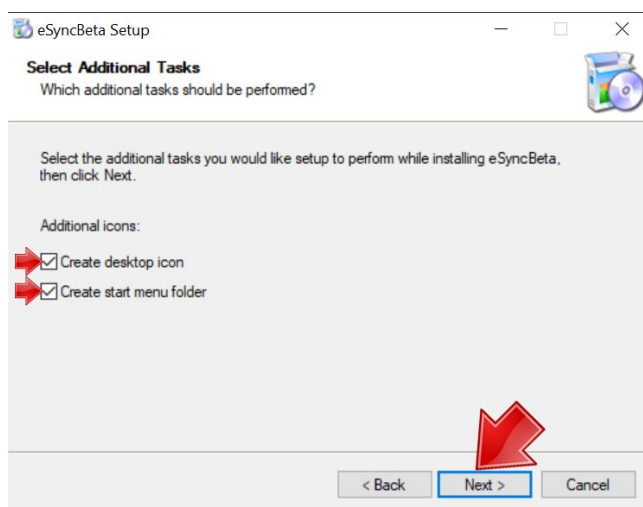 eSyncBeta Setup
Select Additional Tasks
Which additional tasks should be performed?
Select the additional tasks you would like setup to perform while installing eSyncBeta,
then click Next.
Additional icons:
Create desktop icon
Create start menu folder
< Back Next > Cancel